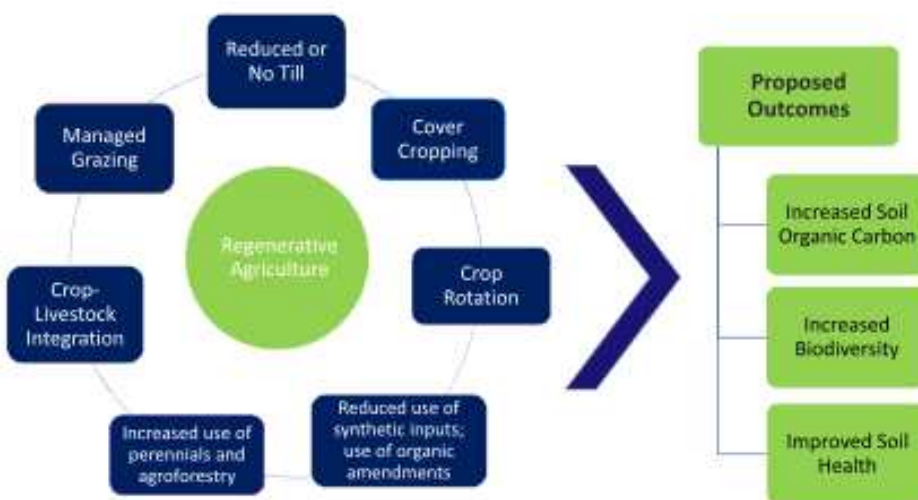 Reduced or
No Till
Cover
Cropping
Crop
Rotation
Reduced use of
synthetic inputs;
use of organic
amendments
Increased use of
perennials and
agroforestry
Crop-
Livestock
Integration
Managed
Grazing
Regenerative
Agriculture
Proposed
Outcomes
Increased Soil
Organic Carbon
Increased
Biodiversity
Improved Soil
Health